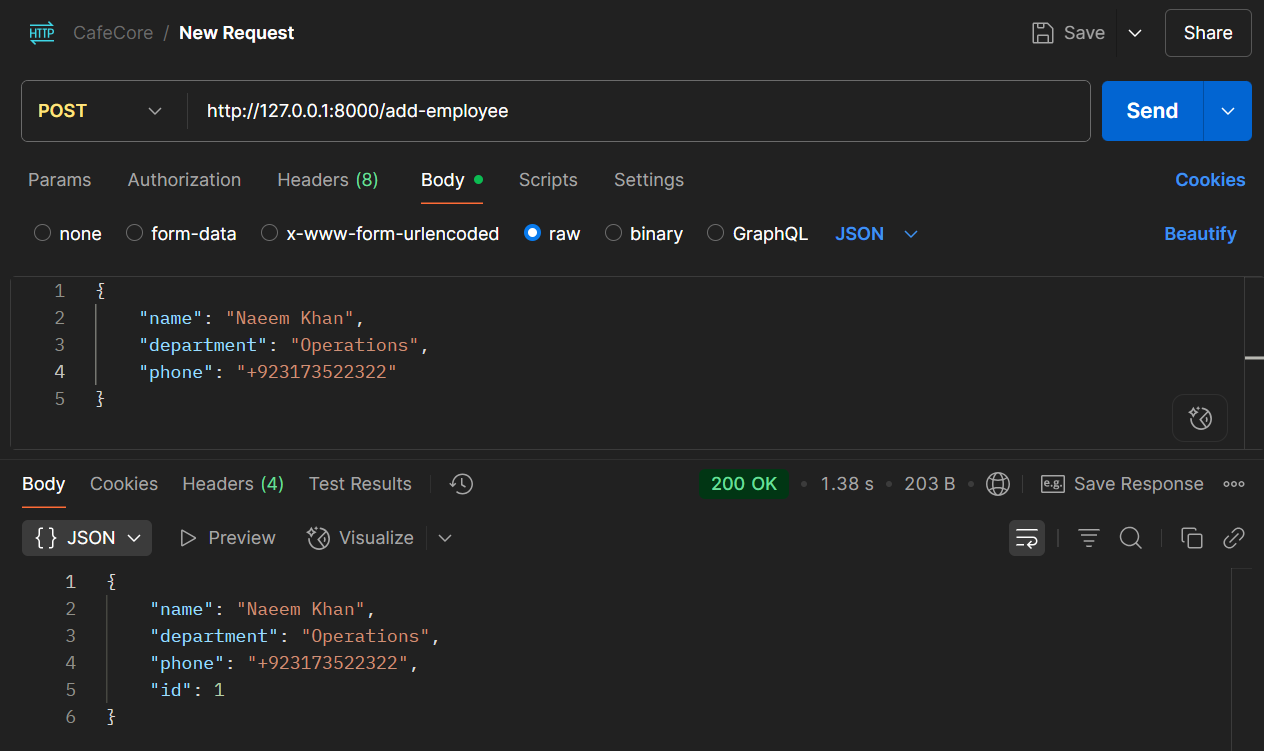 HTTP CafeCore / New Request Save Share
POST http://127.0.0.1:8000/add-employee Send
Params Authorization Headers (8) Body Scripts Settings Cookies
none form-data x-www-form-urlencoded raw binary GraphQL JSON Beautify
1 {
2 "name": "Naeem Khan",
3 "department": "Operations",
4 "phone": "+923173522322"
5 }
Body Cookies Headers (4) Test Results 200 OK • 1.38 s • 203 B • e.g. Save Response
{} JSON Preview Visualize
1 {
2 "name": "Naeem Khan",
3 "department": "Operations",
4 "phone": "+923173522322",
5 "id": 1
6 }